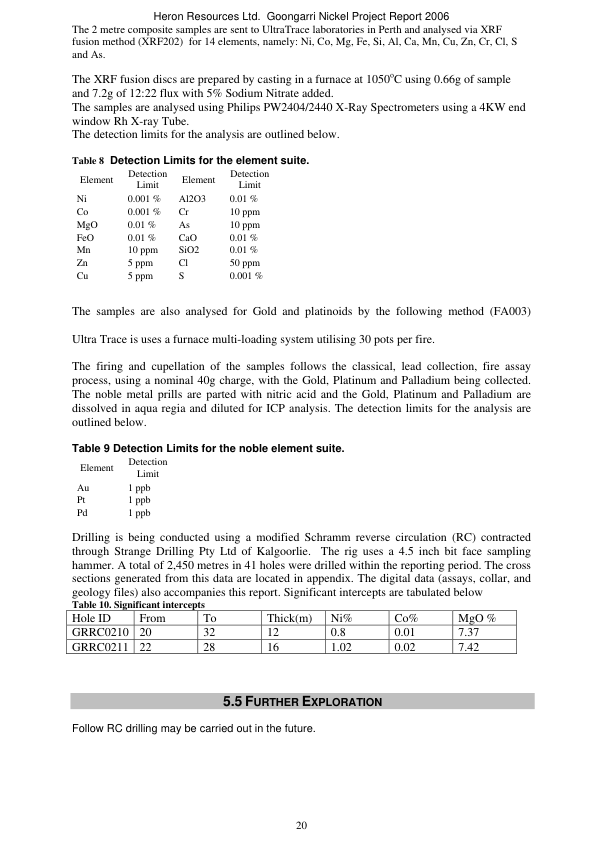 Heron Resources Ltd.  Goongarri Nickel Project Report 2006
The 2 metre composite samples are sent to UltraTrace laboratories in Perth and analysed via XRF
fusion method (XRF202)  for 14 elements, namely: Ni, Co, Mg, Fe, Si, Al, Ca, Mn, Cu, Zn, Cr, Cl, S
and As.
The XRF fusion discs are prepared by casting in a furnace at 1050°C using 0.66g of sample
and 7.2g of 12:22 flux with 5% Sodium Nitrate added.
The samples are analysed using Philips PW2404/2440 X-Ray Spectrometers using a 4KW end
window Rh X-ray Tube.
The detection limits for the analysis are outlined below.
Table 8  Detection Limits for the element suite.
Element Detection Limit Element Detection Limit
Ni 0.001 % Al2O3 0.01 %
Co 0.001 % Cr 10 ppm
MgO 0.01 % As 10 ppm
FeO 0.01 % CaO 0.01 %
Mn 10 ppm SiO2 0.01 %
Zn 5 ppm Cl 50 ppm
Cu 5 ppm S 0.001 %
The samples are also analysed for Gold and platinoids by the following method (FA003)
Ultra Trace is uses a furnace multi-loading system utilising 30 pots per fire.
The firing and cupellation of the samples follows the classical, lead collection, fire assay
process, using a nominal 40g charge, with the Gold, Platinum and Palladium being collected.
The noble metal prills are parted with nitric acid and the Gold, Platinum and Palladium are
dissolved in aqua regia and diluted for ICP analysis. The detection limits for the analysis are
outlined below.
Table 9 Detection Limits for the noble element suite.
Element Detection Limit
Au 1 ppb
Pt 1 ppb
Pd 1 ppb
Drilling is being conducted using a modified Schramm reverse circulation (RC) contracted
through Strange Drilling Pty Ltd of Kalgoorlie.  The rig uses a 4.5 inch bit face sampling
hammer. A total of 2,450 metres in 41 holes were drilled within the reporting period. The cross
sections generated from this data are located in appendix. The digital data (assays, collar, and
geology files) also accompanies this report. Significant intercepts are tabulated below
Table 10. Significant intercepts
Hole ID From To Thick(m) Ni% Co% MgO %
GRRC0210 20 32 12 0.8 0.01 7.37
GRRC0211 22 28 16 1.02 0.02 7.42
5.5 FURTHER EXPLORATION
Follow RC drilling may be carried out in the future.
20